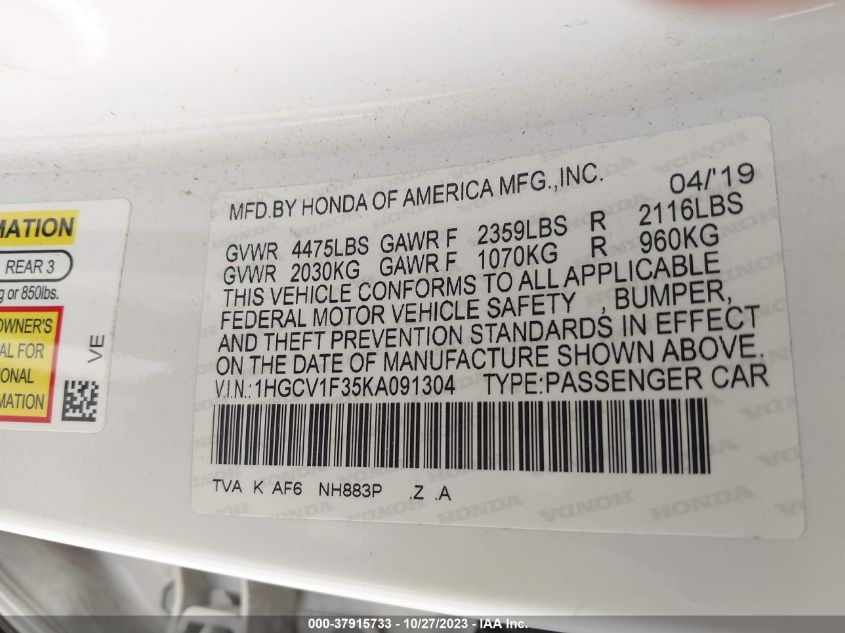 MATION
REAR 3
g or 850lbs.
OWNER'S
AL FOR
IONAL
MATION
VE
MFD.BY HONDA OF AMERICA MFG.,INC. 04/'19
GVWR 4475LBS GAWR F 2359LBS R 2116LBS
GVWR 2030KG GAWR F 1070KG R 960KG
THIS VEHICLE CONFORMS TO ALL APPLICABLE
FEDERAL MOTOR VEHICLE SAFETY , BUMPER,
AND THEFT PREVENTION STANDARDS IN EFFECT
ON THE DATE OF MANUFACTURE SHOWN ABOVE.
V.I.N.:1HGCV1F35KA091304 TYPE:PASSENGER CAR
TVA K AF6 NH883P .Z .A
000-37915733 - 10/27/2023 - IAA Inc.